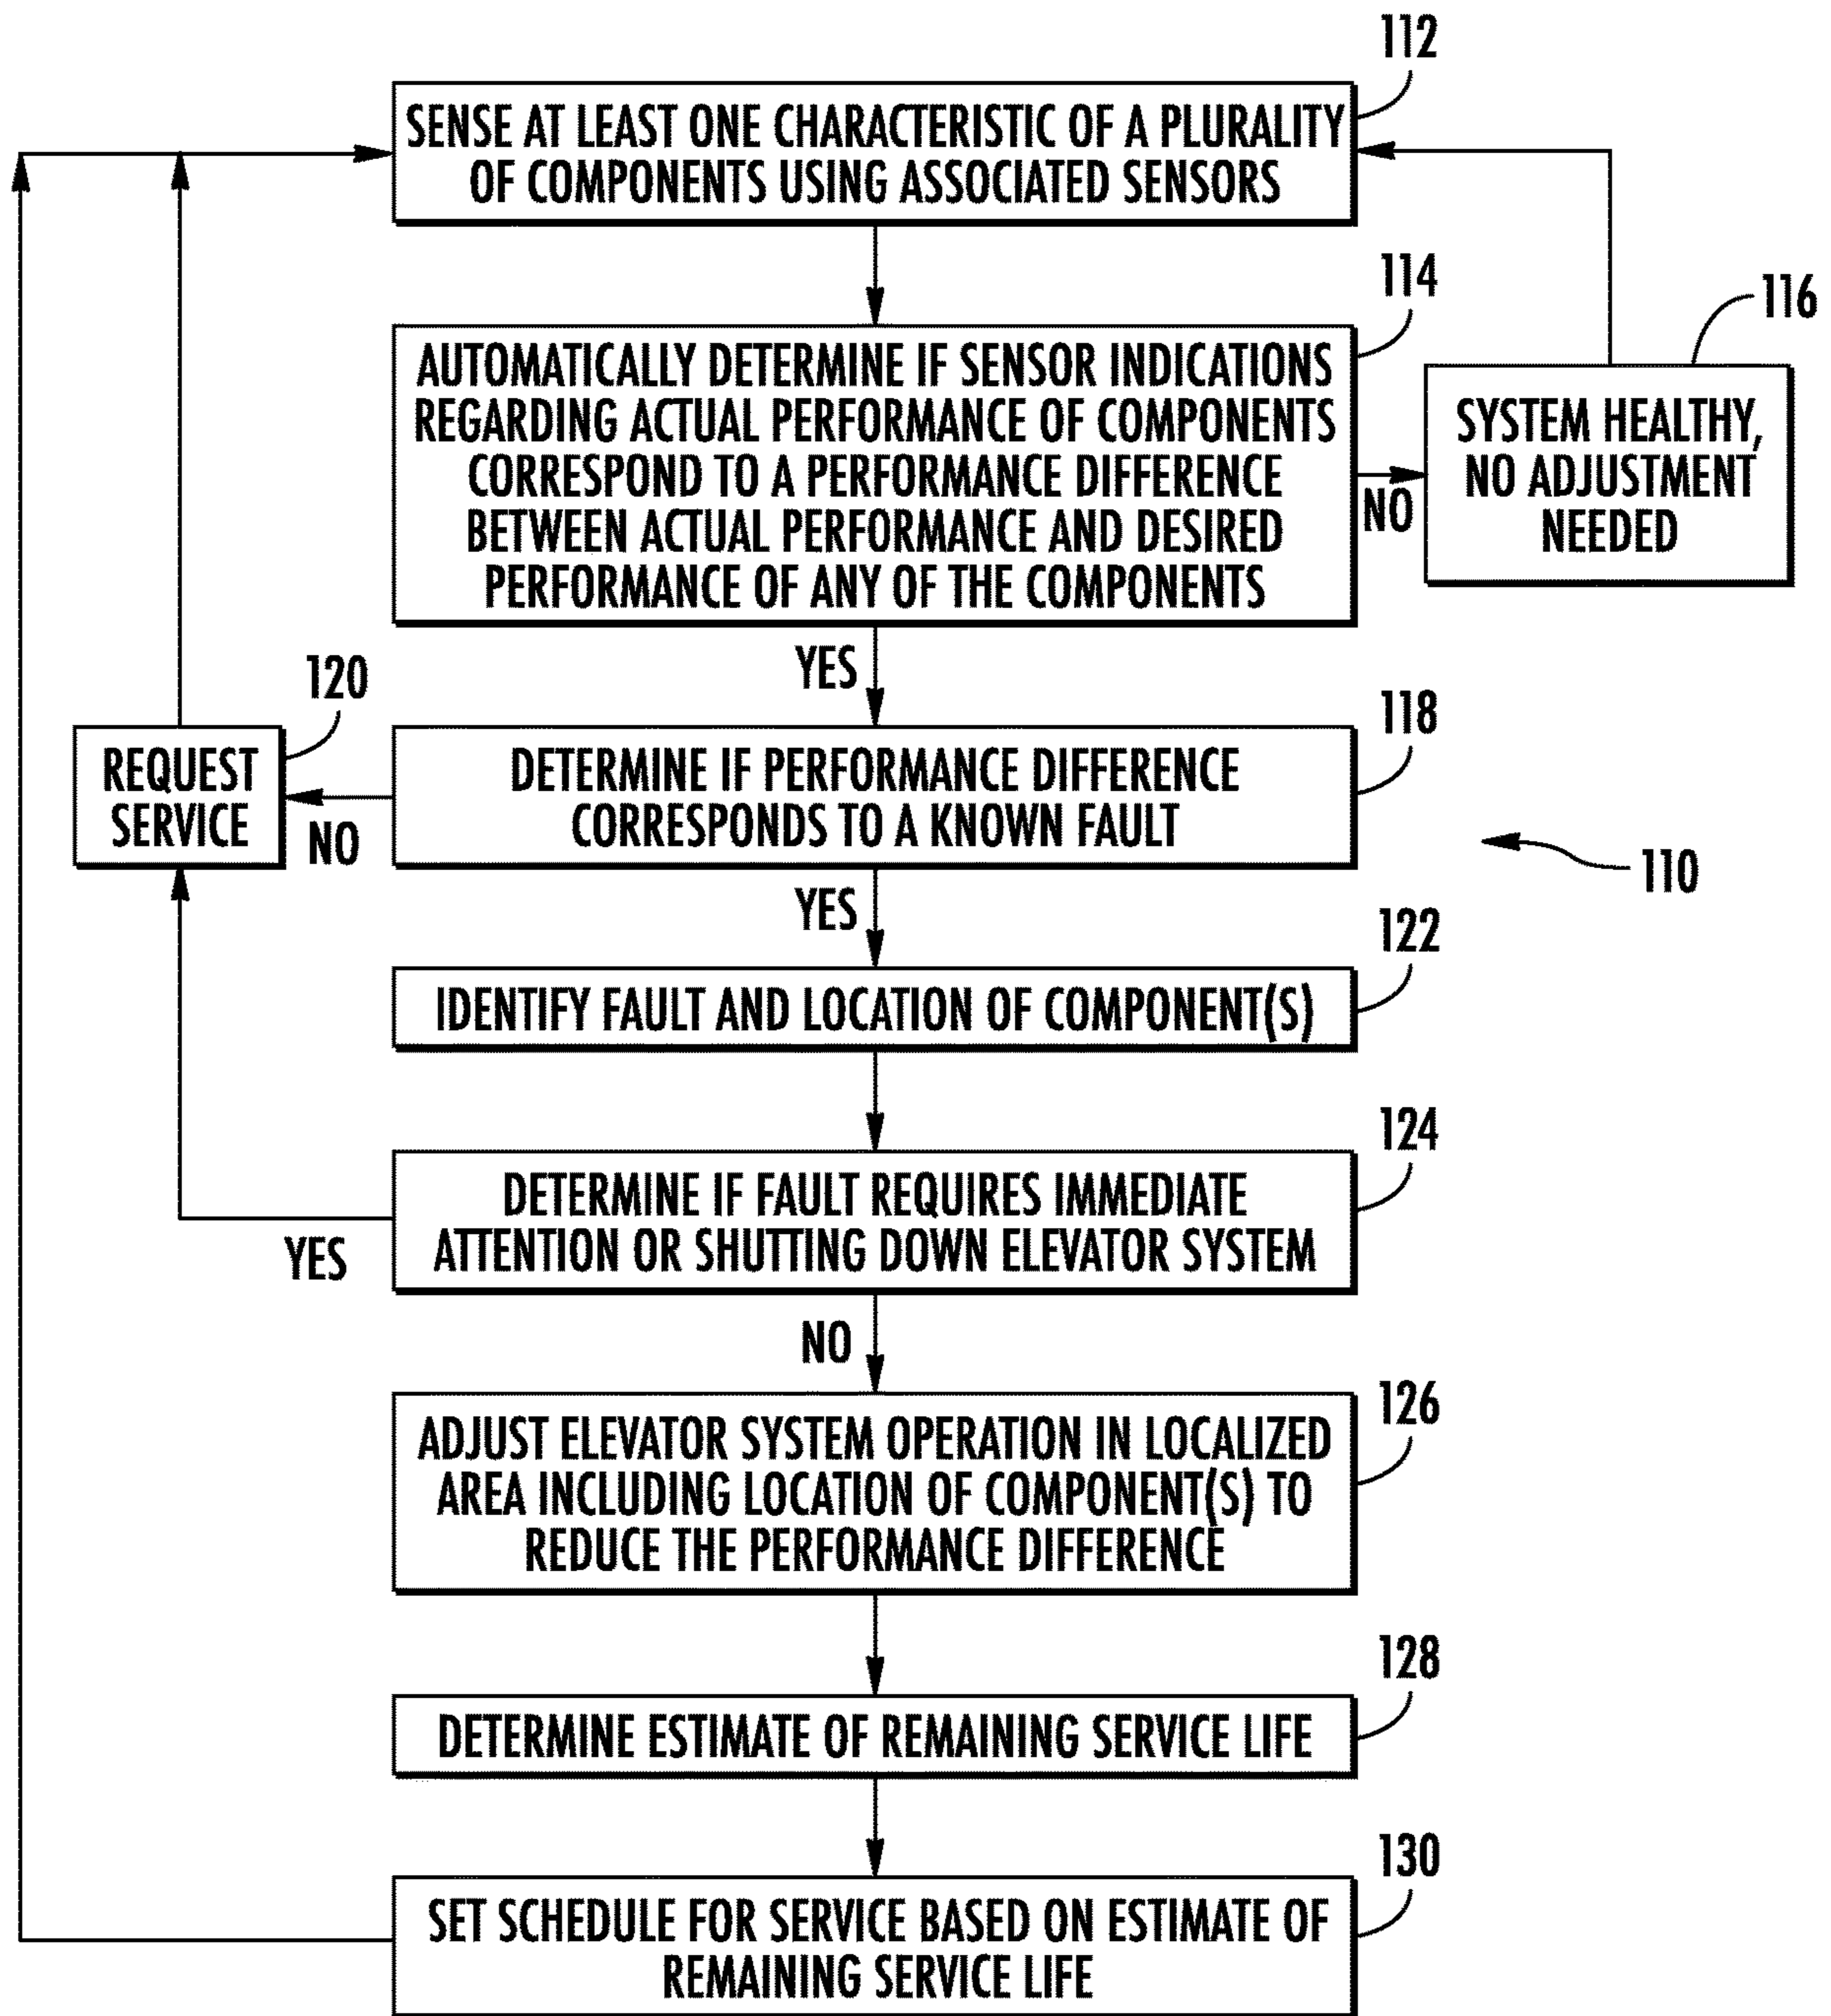 112
SENSE AT LEAST ONE CHARACTERISTIC OF A PLURALITY
OF COMPONENTS USING ASSOCIATED SENSORS
114
AUTOMATICALLY DETERMINE IF SENSOR INDICATIONS
REGARDING ACTUAL PERFORMANCE OF COMPONENTS
CORRESPOND TO A PERFORMANCE DIFFERENCE
BETWEEN ACTUAL PERFORMANCE AND DESIRED
PERFORMANCE OF ANY OF THE COMPONENTS
NO
116
SYSTEM HEALTHY,
NO ADJUSTMENT
NEEDED
YES
118
DETERMINE IF PERFORMANCE DIFFERENCE
CORRESPONDS TO A KNOWN FAULT
NO
120
REQUEST
SERVICE
110
YES
122
IDENTIFY FAULT AND LOCATION OF COMPONENT(S)
124
DETERMINE IF FAULT REQUIRES IMMEDIATE
ATTENTION OR SHUTTING DOWN ELEVATOR SYSTEM
YES
NO
126
ADJUST ELEVATOR SYSTEM OPERATION IN LOCALIZED
AREA INCLUDING LOCATION OF COMPONENT(S) TO
REDUCE THE PERFORMANCE DIFFERENCE
128
DETERMINE ESTIMATE OF REMAINING SERVICE LIFE
130
SET SCHEDULE FOR SERVICE BASED ON ESTIMATE OF
REMAINING SERVICE LIFE